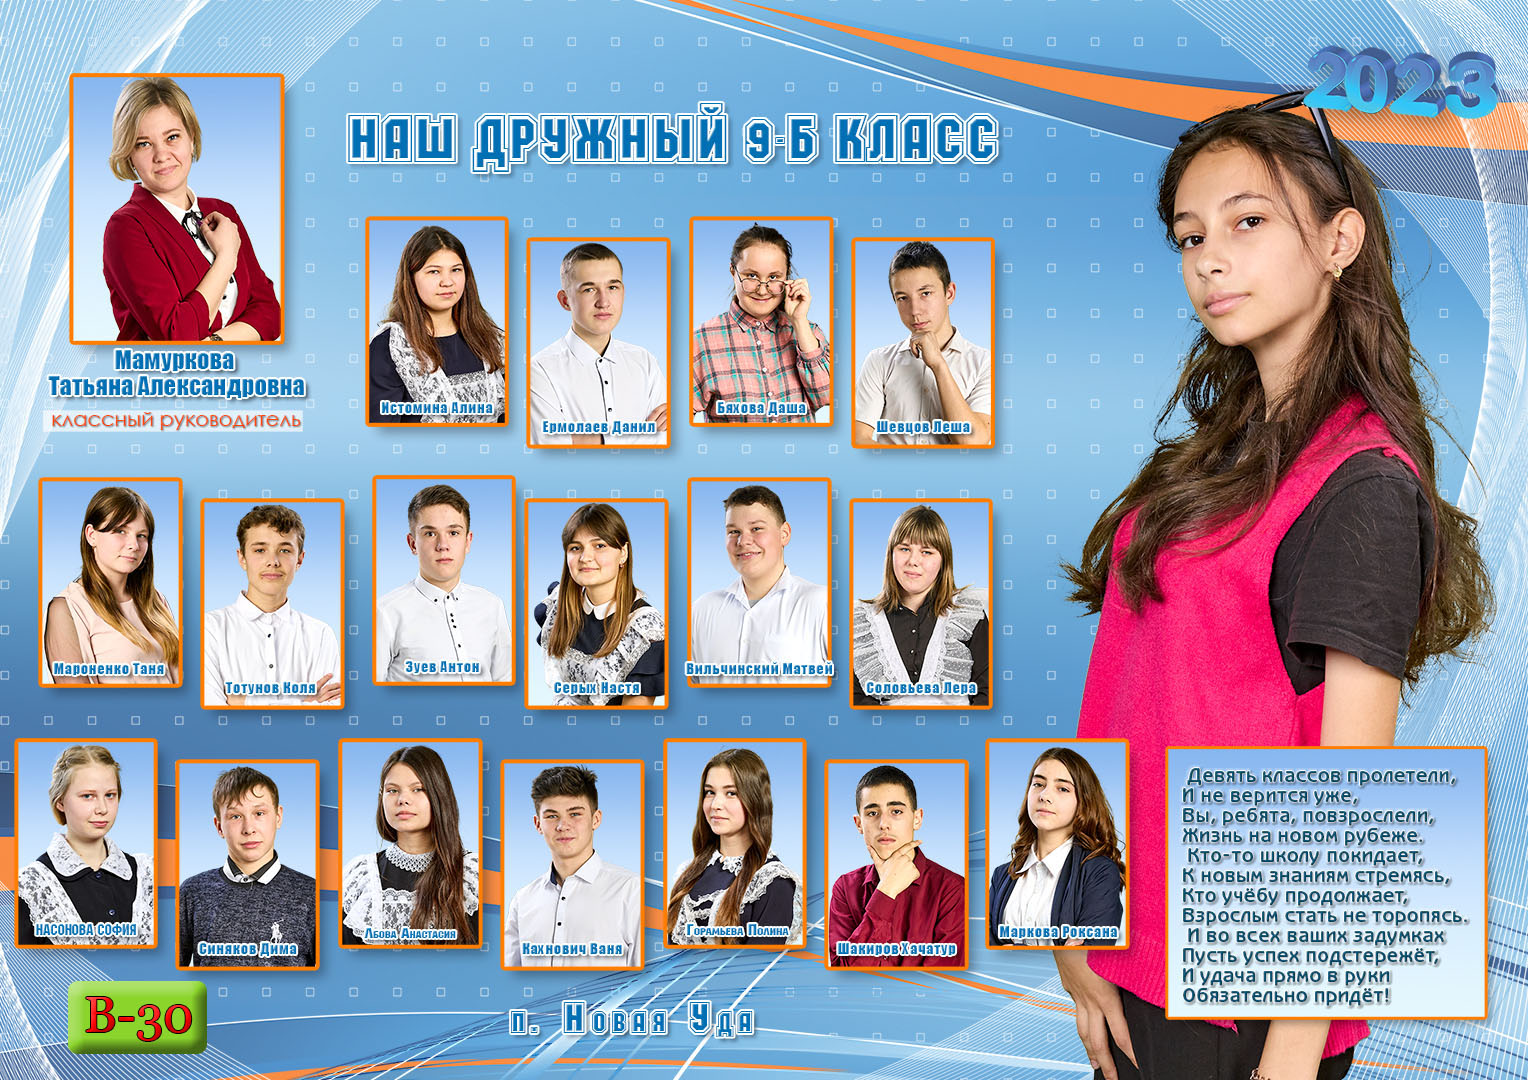 2023
НАШ ДРУЖНЫЙ 9-Б КЛАСС
Мамуркова
Татьяна Александровна
классный руководитель
Истомина Алина
Ермолаев Данил
Бяхова Даша
Шевцов Леша
Мароненко Таня
Тотунов Коля
Зуев Антон
Серых Настя
Вильчинский Матвей
Соловьева Лера
НАСОНОВА СОФИЯ
Синяков Дима
Лбова Анастасия
Кахнович Ваня
Горамьева Полина
Шакиров Хачатур
Маркова Роксана
Девять классов пролетели,
И не верится уже,
Вы, ребята, повзрослели,
Жизнь на новом рубеже.
Кто-то школу покидает,
К новым знаниям стремясь,
Кто учёбу продолжает,
Взрослым стать не торопясь.
И во всех ваших задумках
Пусть успех подстережёт,
И удача прямо в руки
Обязательно придёт!
В-30
п. Новая Уда